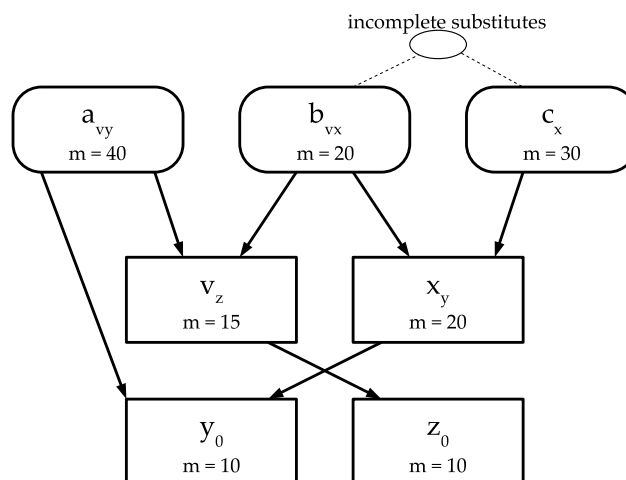 incomplete substitutes
a_vy
m = 40
b_vx
m = 20
c_x
m = 30
v_z
m = 15
x_y
m = 20
y_0
m = 10
z_0
m = 10